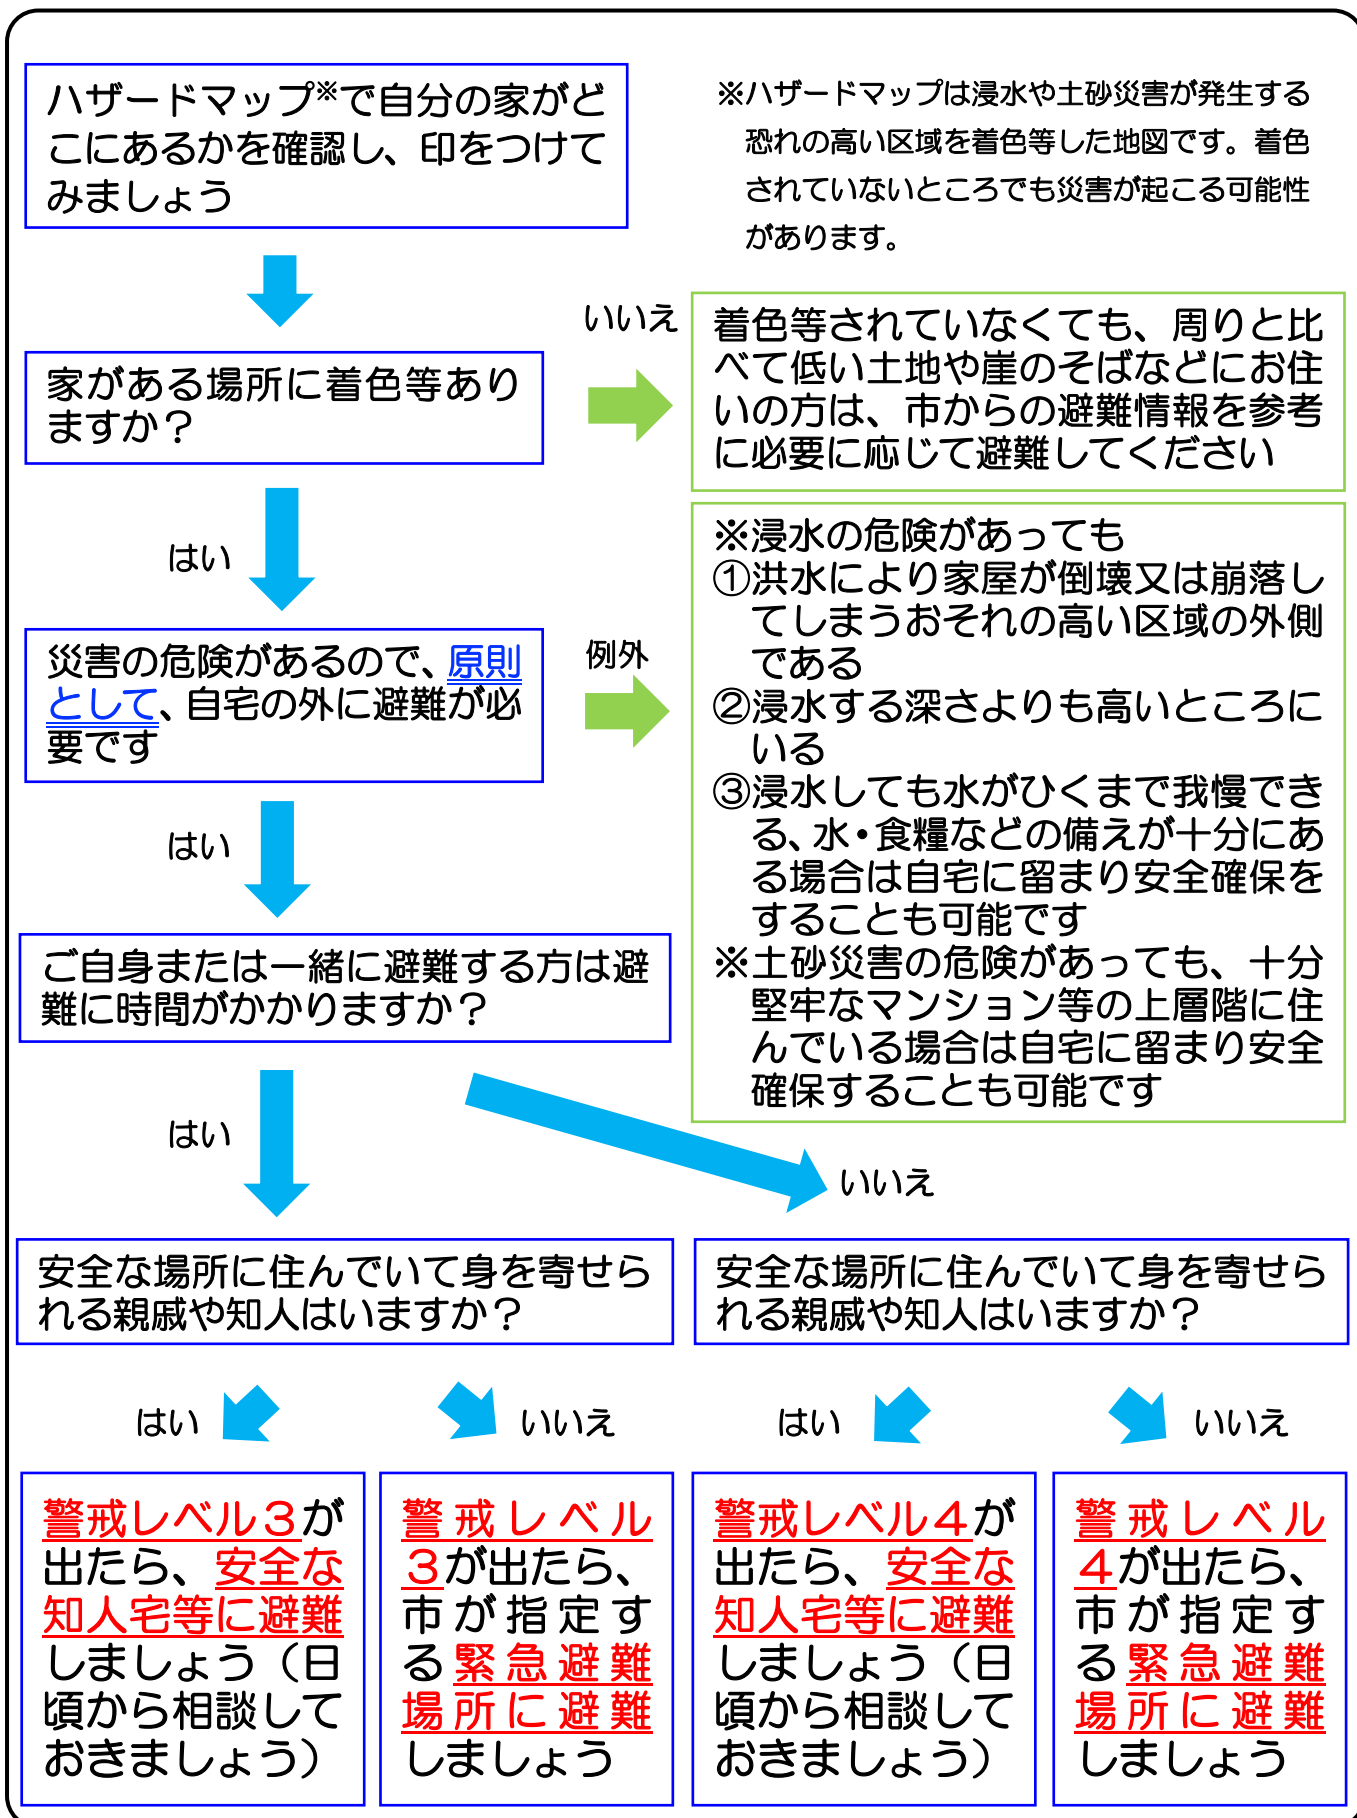 ハザードマップ※で自分の家がど
こにあるかを確認し、印をつけて
みましょう
※ハザードマップは浸水や土砂災害が発生する
恐れの高い区域を着色等した地図です。着色
されていないところでも災害が起こる可能性
があります。
家がある場所に着色等あり
ますか？
いいえ
着色等されていなくても、周りと比
べて低い土地や崖のそばなどにお住
いの方は、市からの避難情報を参考
に必要に応じて避難してください
はい
災害の危険があるので、原則
として、自宅の外に避難が必
要です
例外
※浸水の危険があっても
①洪水により家屋が倒壊又は崩落し
てしまうおそれの高い区域の外側
である
②浸水する深さよりも高いところに
いる
③浸水しても水がひくまで我慢でき
る、水・食糧などの備えが十分にあ
る場合は自宅に留まり安全確保を
することも可能です
※土砂災害の危険があっても、十分
堅牢なマンション等の上層階に住
んでいる場合は自宅に留まり安全
確保することも可能です
はい
ご自身または一緒に避難する方は避
難に時間がかかりますか？
はい
いいえ
安全な場所に住んでいて身を寄せら
れる親戚や知人はいますか？
安全な場所に住んでいて身を寄せら
れる親戚や知人はいますか？
はい
いいえ
はい
いいえ
警戒レベル３が
出たら、安全な
知人宅等に避難
しましょう（日
頃から相談して
おきましょう）
警戒レベル
３が出たら、
市が指定す
る緊急避難
場所に避難
しましょう
警戒レベル４が
出たら、安全な
知人宅等に避難
しましょう（日
頃から相談して
おきましょう）
警戒レベル
４が出たら、
市が指定す
る緊急避難
場所に避難
しましょう